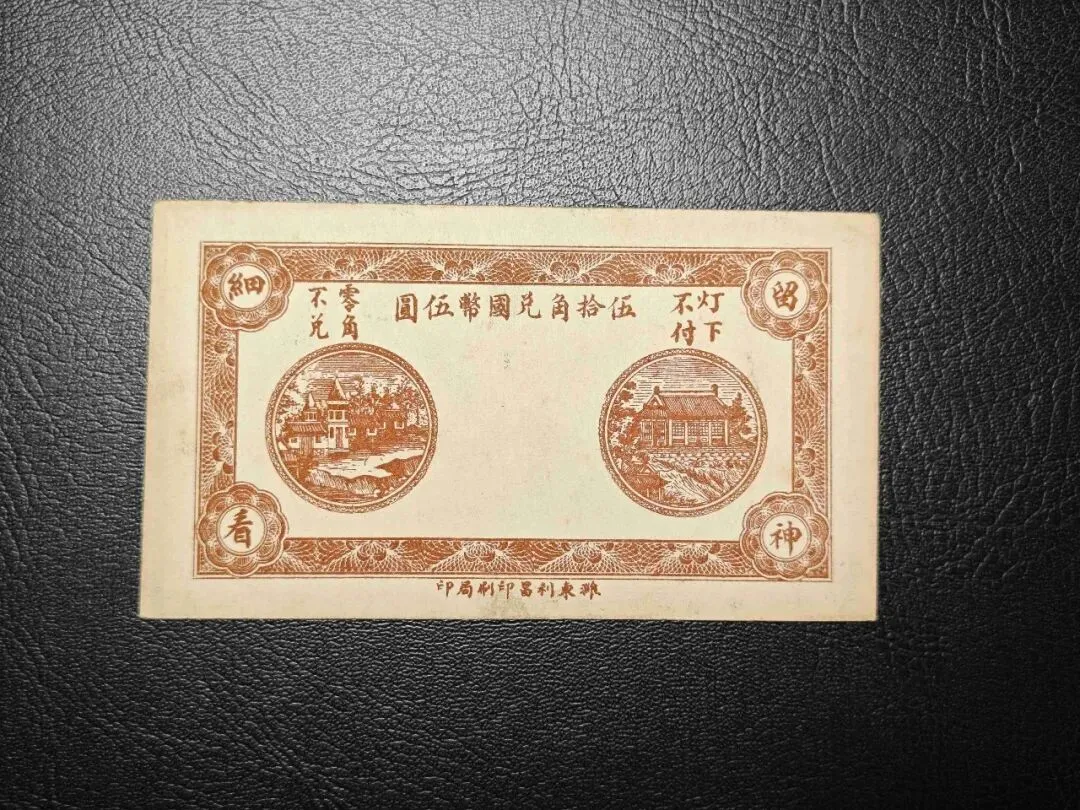 留神
細看
灯下
不付
伍拾角兑國幣伍圓
零角
不兑
濰東利昌印刷局印